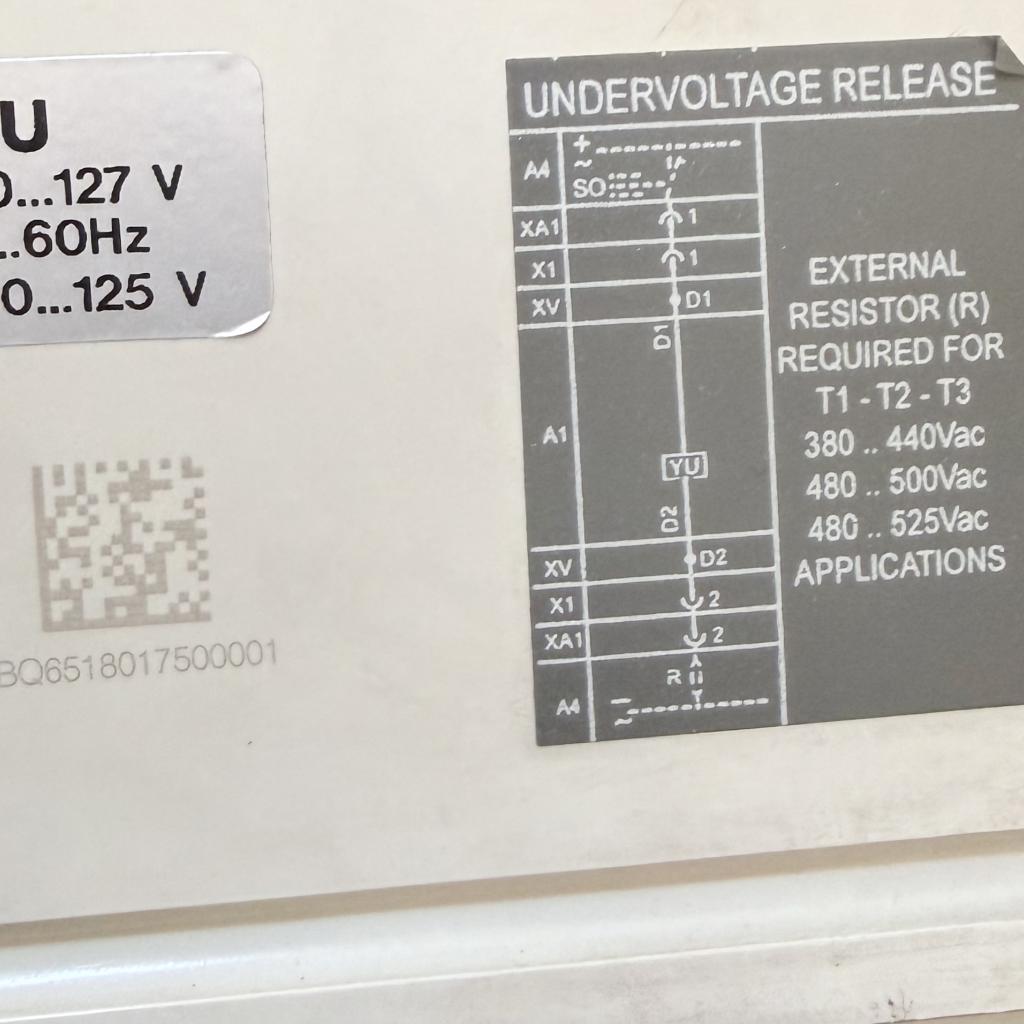 U
0...127 V
..60Hz
0...125 V
BQ6518017500001
UNDERVOLTAGE RELEASE
A4
+
~
SO
XA1
1
X1
1
XV
D1
D1
A1
YU
D2
XV
D2
X1
2
XA1
2
R
A4
–
~
EXTERNAL
RESISTOR (R)
REQUIRED FOR
T1 - T2 - T3
380 .. 440Vac
480 .. 500Vac
480 .. 525Vac
APPLICATIONS